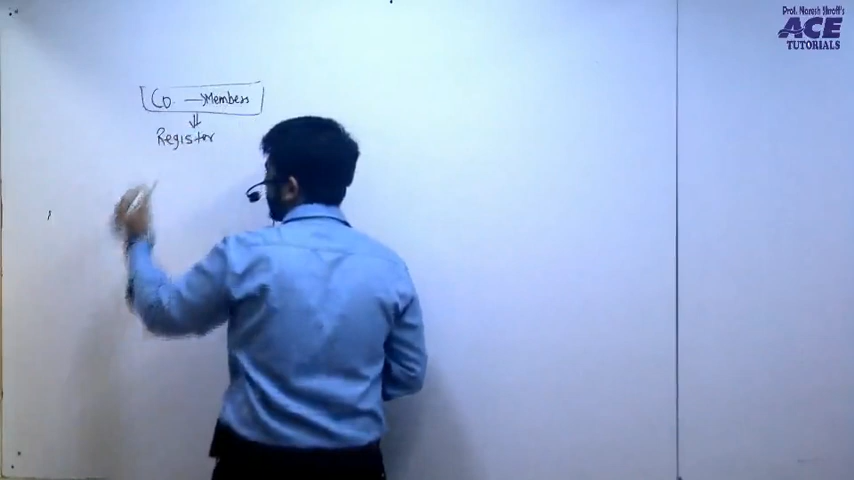 Prof. Naresh Shroff's
ACE
TUTORIALS
Co. → Members
⇓
Register